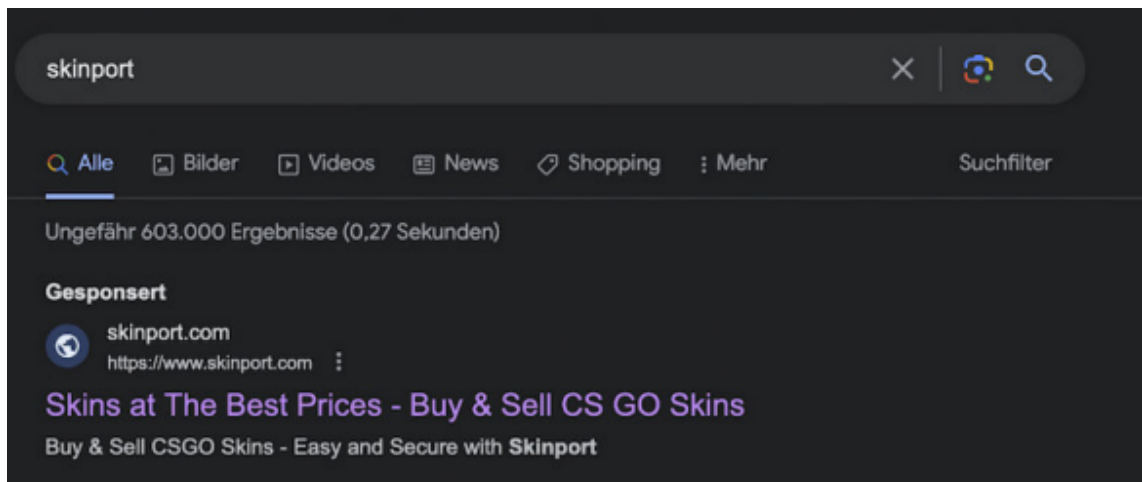 skinport
Alle Bilder Videos News Shopping Mehr Suchfilter
Ungefähr 603.000 Ergebnisse (0,27 Sekunden)
Gesponsert
skinport.com
https://www.skinport.com
Skins at The Best Prices - Buy & Sell CS GO Skins
Buy & Sell CSGO Skins - Easy and Secure with Skinport